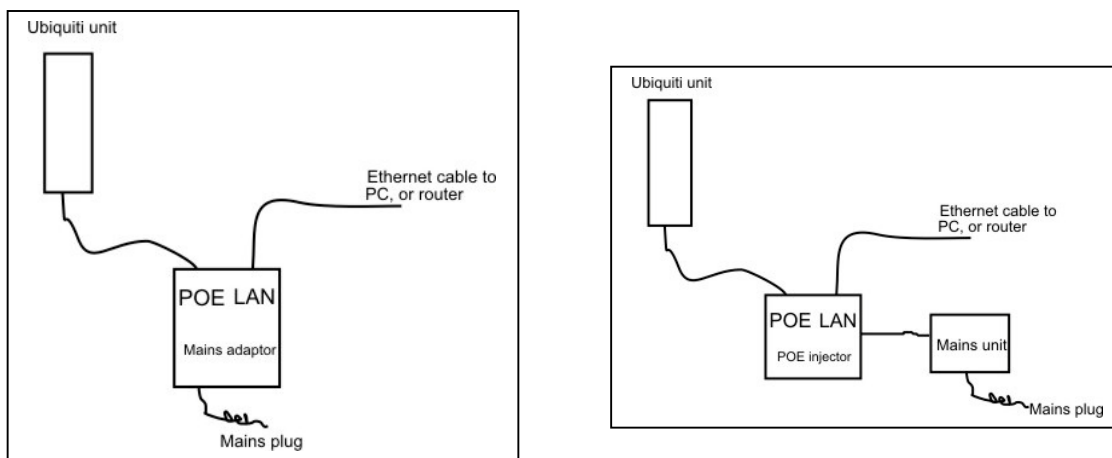 Ubiquiti unit
Ethernet cable to
PC, or router
POE LAN
Mains adaptor
Mains plug
Ubiquiti unit
Ethernet cable to
PC, or router
POE LAN
POE injector
Mains unit
Mains plug